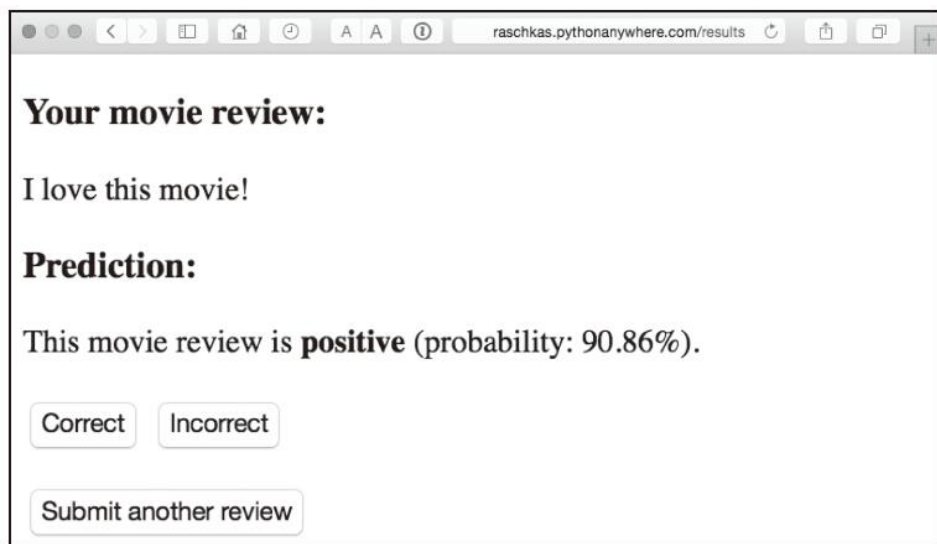 A A raschkas.pythonanywhere.com/results
Your movie review:
I love this movie!
Prediction:
This movie review is positive (probability: 90.86%).
Correct Incorrect
Submit another review